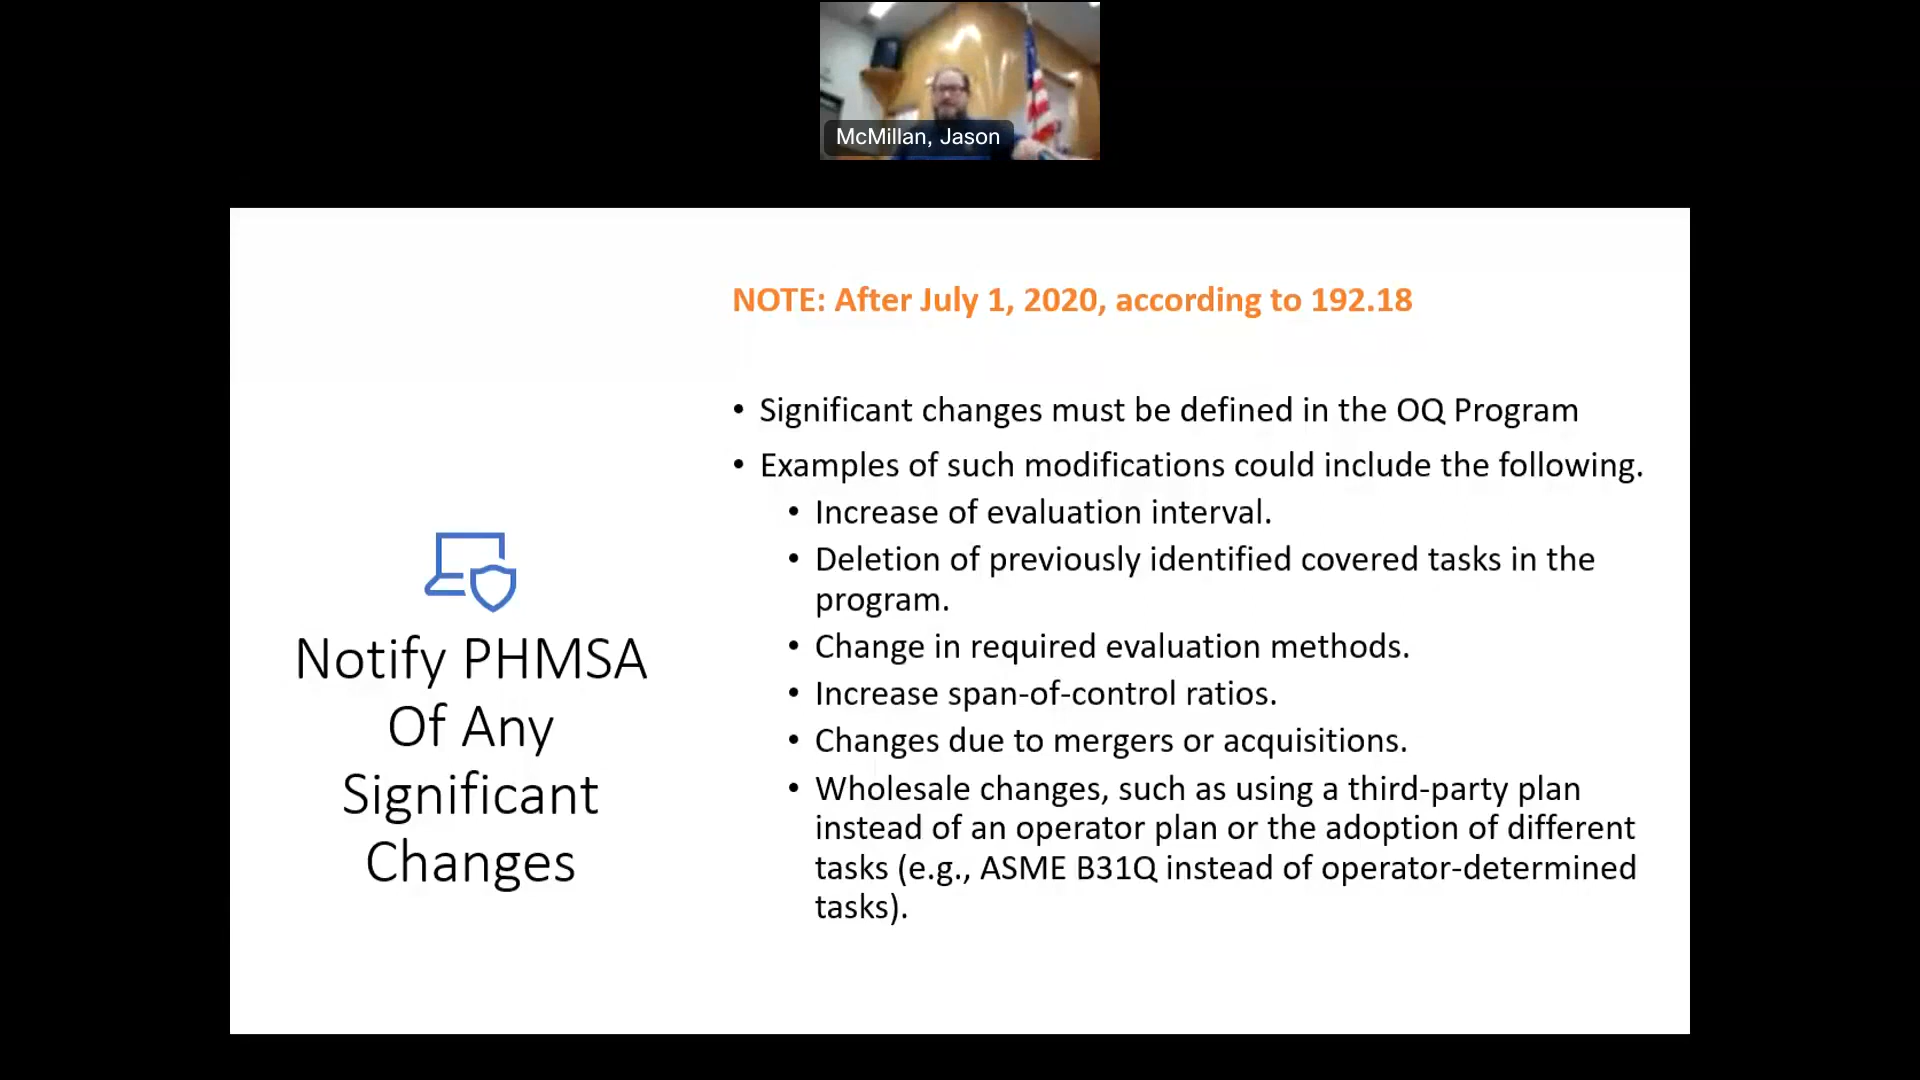 McMillan, Jason
NOTE: After July 1, 2020, according to 192.18
• Significant changes must be defined in the OQ Program
• Examples of such modifications could include the following.
• Increase of evaluation interval.
• Deletion of previously identified covered tasks in the
program.
• Change in required evaluation methods.
• Increase span-of-control ratios.
• Changes due to mergers or acquisitions.
• Wholesale changes, such as using a third-party plan
instead of an operator plan or the adoption of different
tasks (e.g., ASME B31Q instead of operator-determined
tasks).
Notify PHMSA
Of Any
Significant
Changes